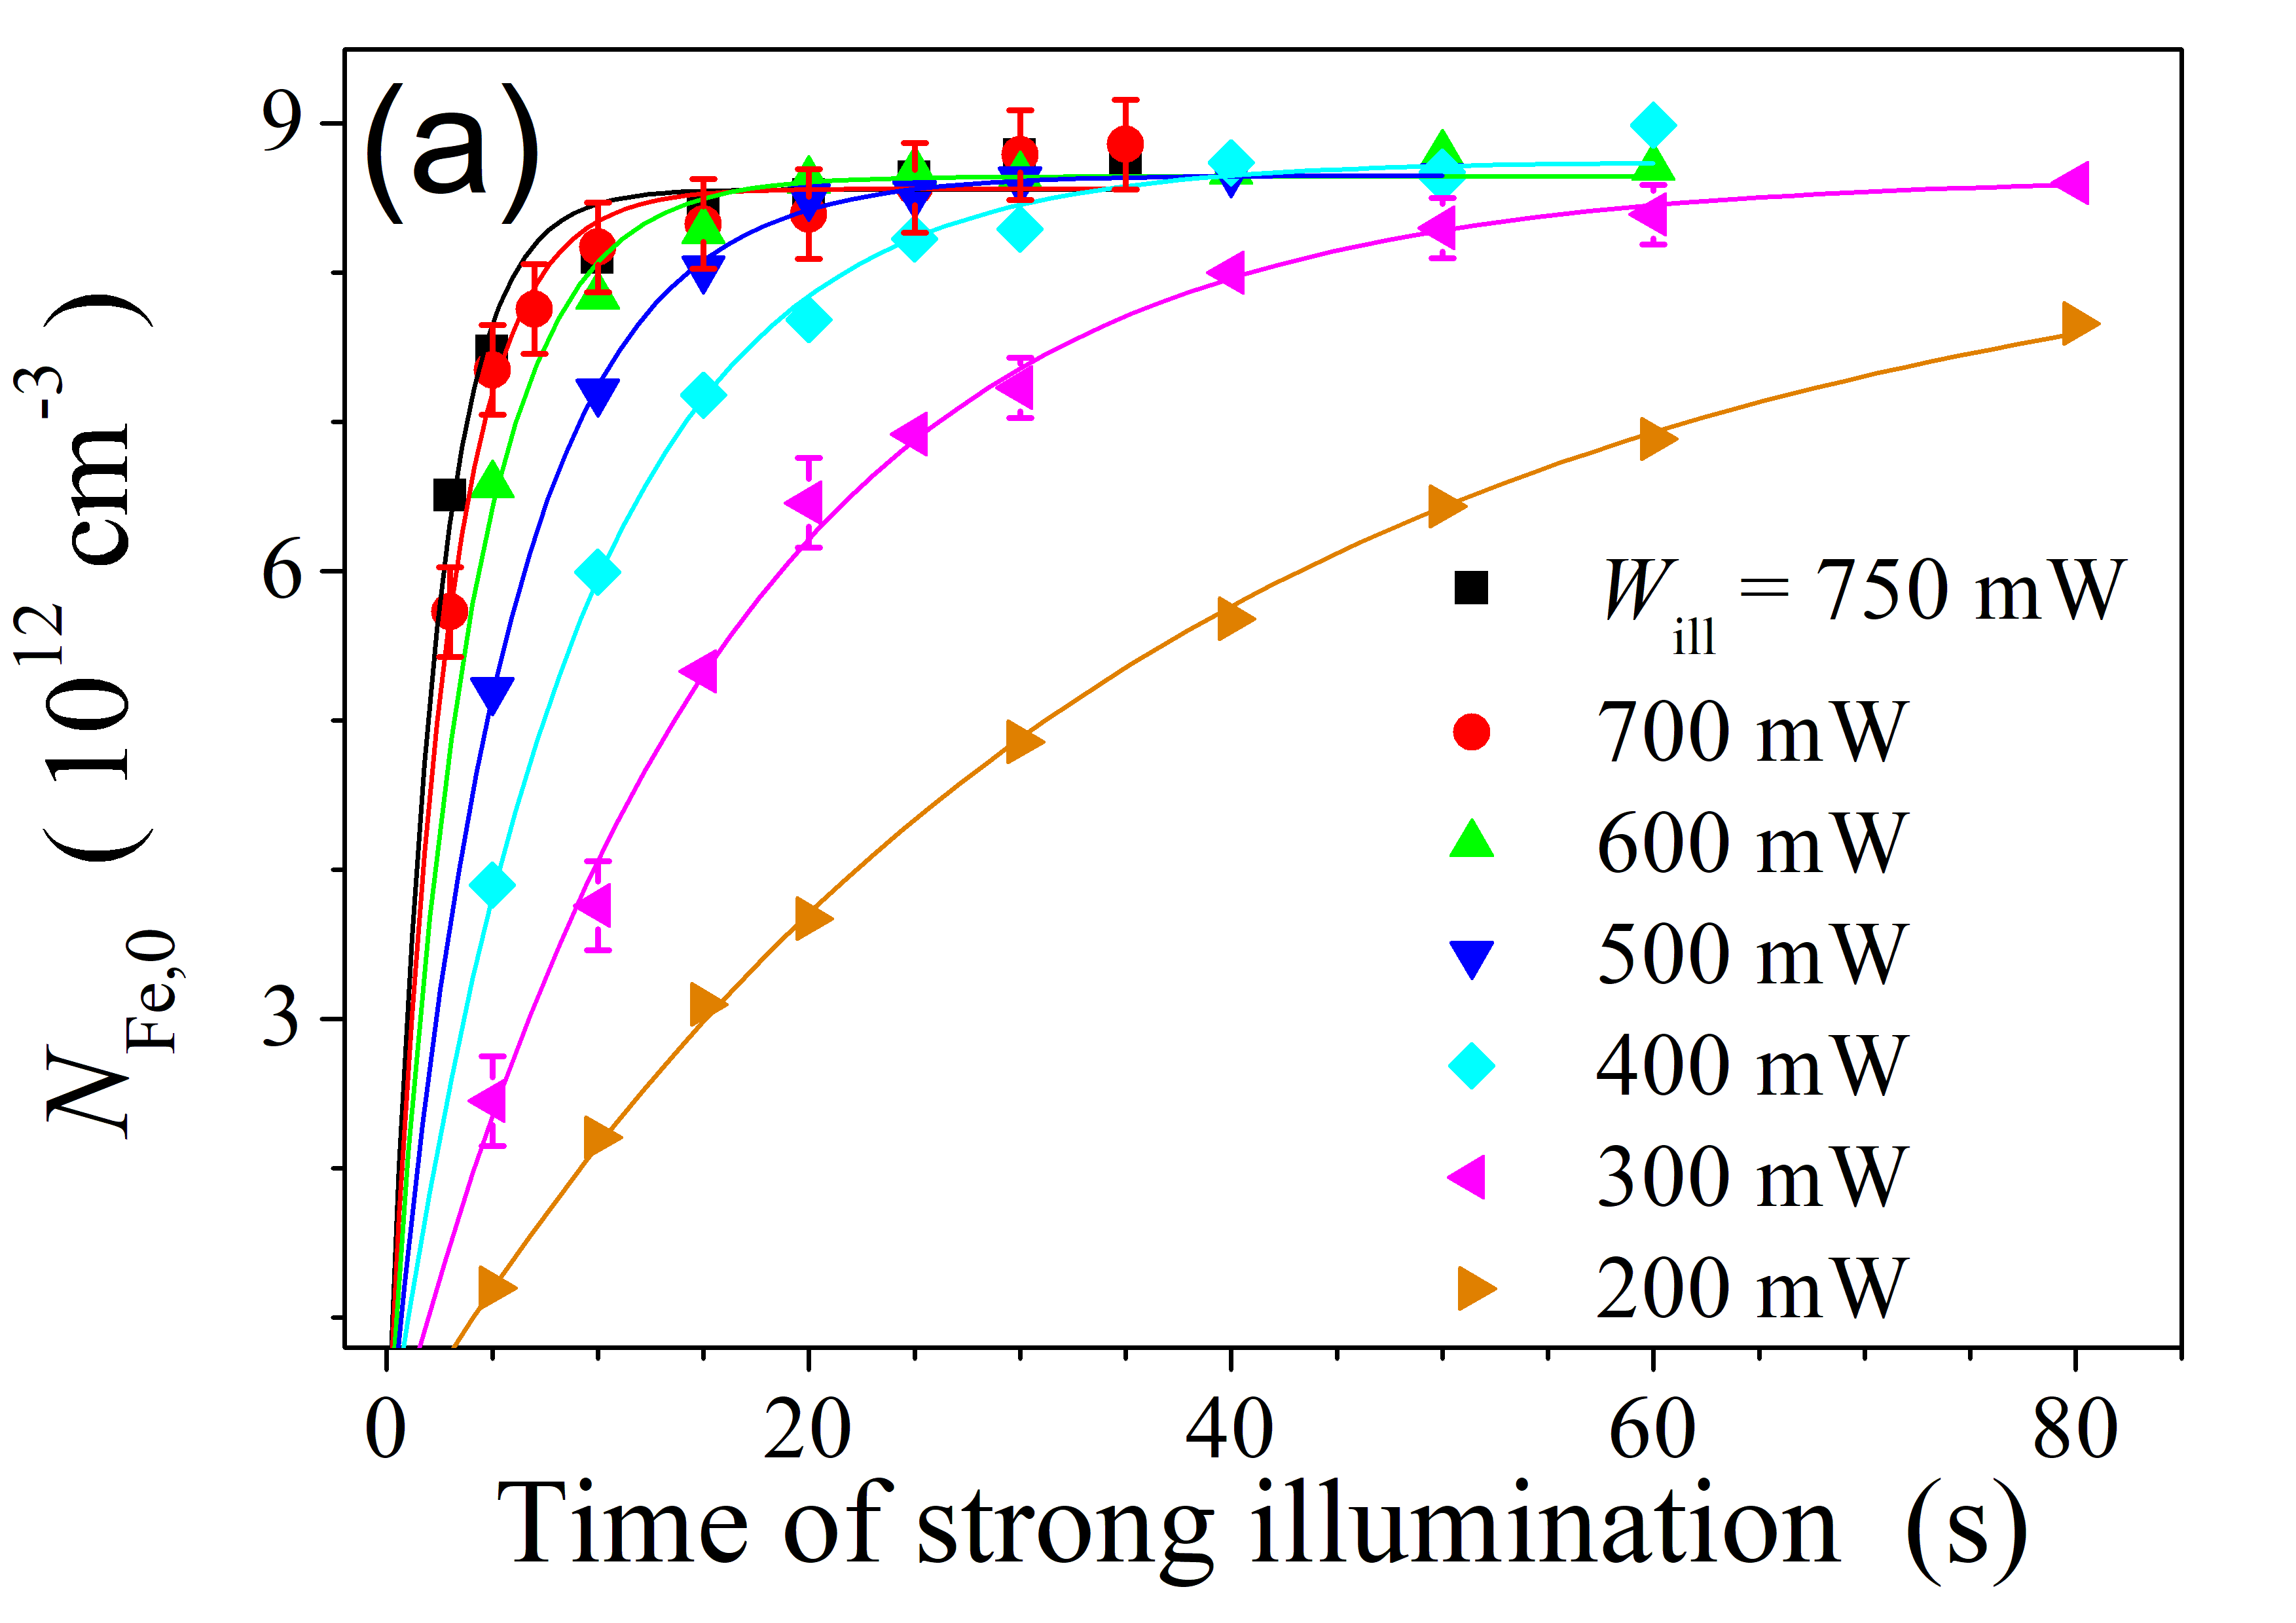 (a)
9
6
3
N Fe,0 ( 10^12 cm^-3 )
W_ill = 750 mW
700 mW
600 mW
500 mW
400 mW
300 mW
200 mW
0 20 40 60 80
Time of strong illumination (s)